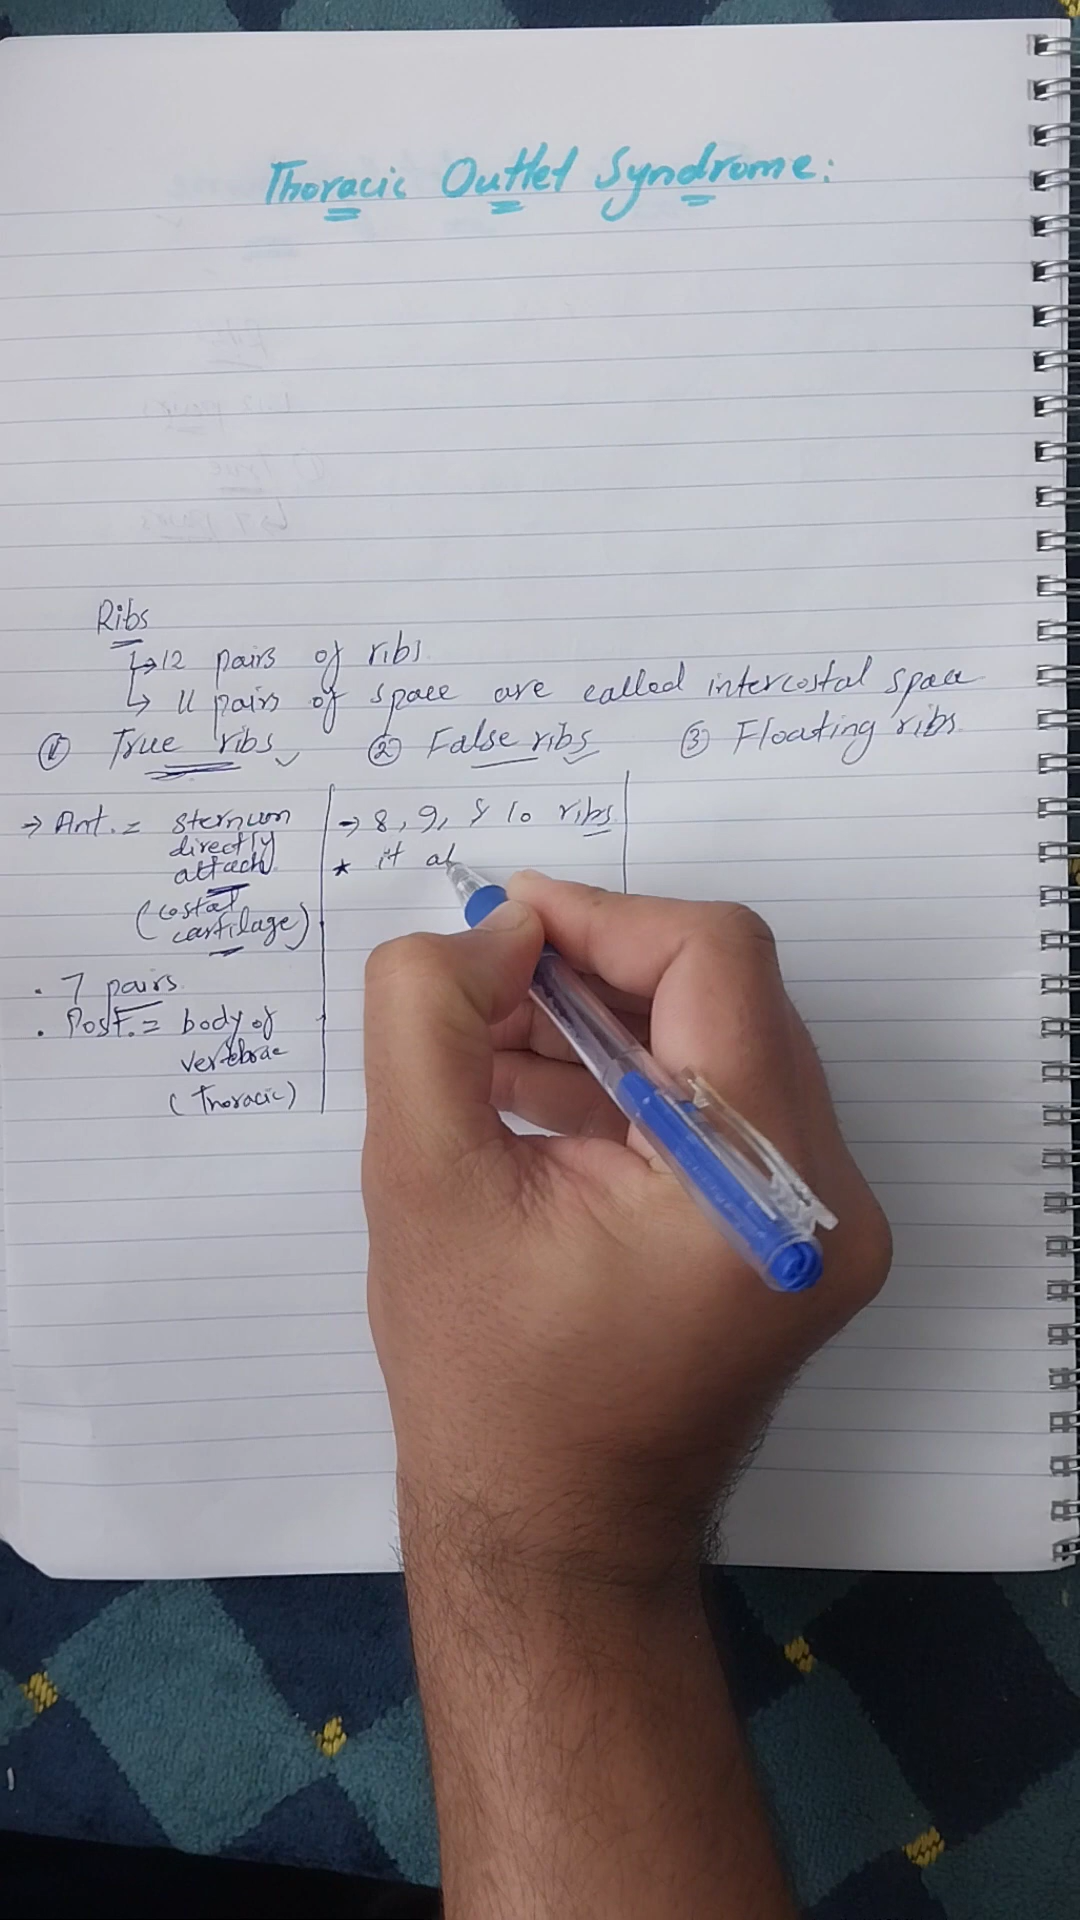 Thoracic Outlet Syndrome:
Ribs
↳ 12 pairs of ribs.
↳ 11 pairs of space are called intercostal space
① True ribs ② False ribs ③ Floating ribs
→ Ant. = sternum
directly
attach
(costal
cartilage)
. 7 pairs.
. Post. = body of
vertebrae
(Thoracic)
→ 8, 9, & 10 ribs
* it